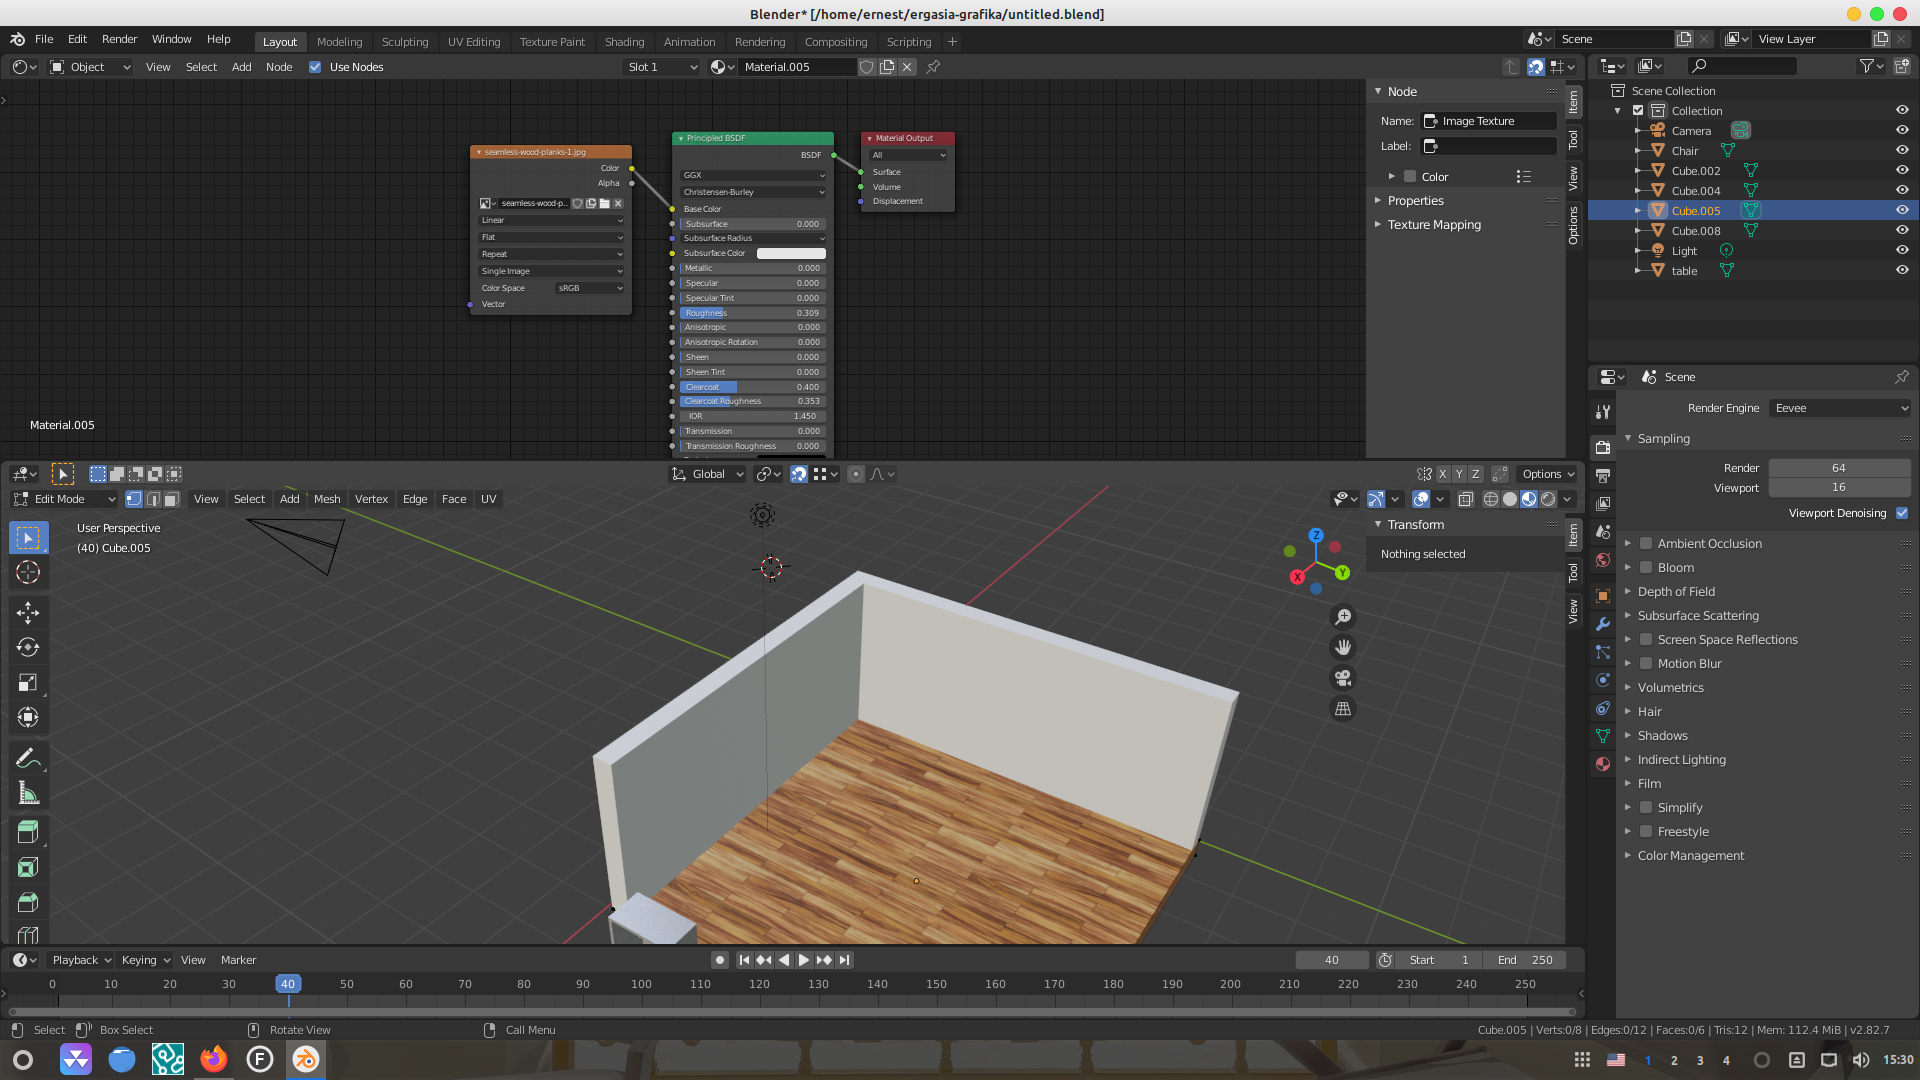 Blender* [/home/ernest/ergasia-grafika/untitled.blend]
File Edit Render Window Help Layout Modeling Sculpting UV Editing Texture Paint Shading Animation Rendering Compositing Scripting + Scene View Layer
Object View Select Add Node Use Nodes Slot 1 Material.005
Node
Name: Image Texture
Label:
Color
Properties
Texture Mapping
Item
Tool
View
Options
seamless-wood-planks-1.jpg
Color
Alpha
seamless-wood-p..
Linear
Flat
Repeat
Single Image
Color Space sRGB
Vector
Principled BSDF
BSDF
GGX
Christensen-Burley
Base Color
Subsurface 0.000
Subsurface Radius
Subsurface Color
Metallic 0.000
Specular 0.000
Specular Tint 0.000
Roughness 0.309
Anisotropic 0.000
Anisotropic Rotation 0.000
Sheen 0.000
Sheen Tint 0.000
Clearcoat 0.400
Clearcoat Roughness 0.353
IOR 1.450
Transmission 0.000
Transmission Roughness 0.000
Material Output
All
Surface
Volume
Displacement
Material.005
Scene Collection
Collection
Camera
Chair
Cube.002
Cube.004
Cube.005
Cube.008
Light
table
Scene
Render Engine Eevee
Sampling
Render 64
Viewport 16
Viewport Denoising
Ambient Occlusion
Bloom
Depth of Field
Subsurface Scattering
Screen Space Reflections
Motion Blur
Volumetrics
Hair
Shadows
Indirect Lighting
Film
Simplify
Freestyle
Color Management
Global X Y Z Options
Edit Mode View Select Add Mesh Vertex Edge Face UV
User Perspective
(40) Cube.005
Z
X
Y
Transform
Nothing selected
Item
Tool
View
Playback Keying View Marker 40 Start 1 End 250
0 10 20 30 40 50 60 70 80 90 100 110 120 130 140 150 160 170 180 190 200 210 220 230 240 250
Select Box Select Rotate View Call Menu Cube.005 | Verts:0/8 | Edges:0/12 | Faces:0/6 | Tris:12 | Mem: 112.4 MiB | v2.82.7
F 1 2 3 4 15:30